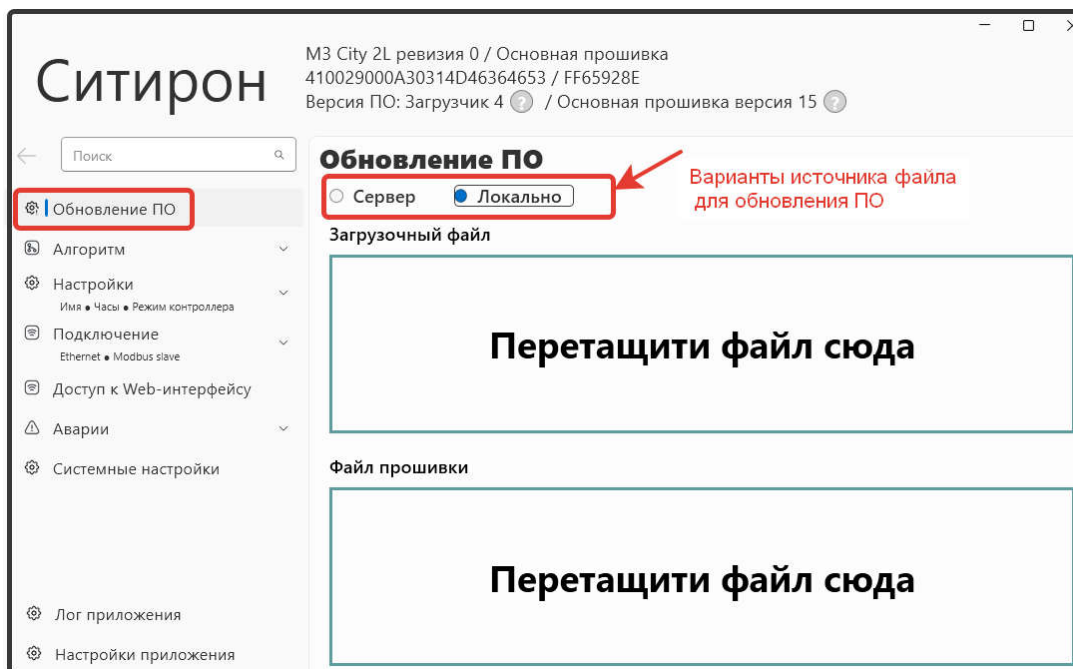 Ситирон
M3 City 2L ревизия 0 / Основная прошивка
410029000A30314D46364653 / FF65928E
Версия ПО: Загрузчик 4 ? / Основная прошивка версия 15 ?
Поиск
Обновление ПО
Алгоритм
Настройки
Имя • Часы • Режим контроллера
Подключение
Ethernet • Modbus slave
Доступ к Web-интерфейсу
Аварии
Системные настройки
Лог приложения
Настройки приложения
Обновление ПО
Сервер Локально
Варианты источника файла
для обновления ПО
Загрузочный файл
Перетащити файл сюда
Файл прошивки
Перетащити файл сюда